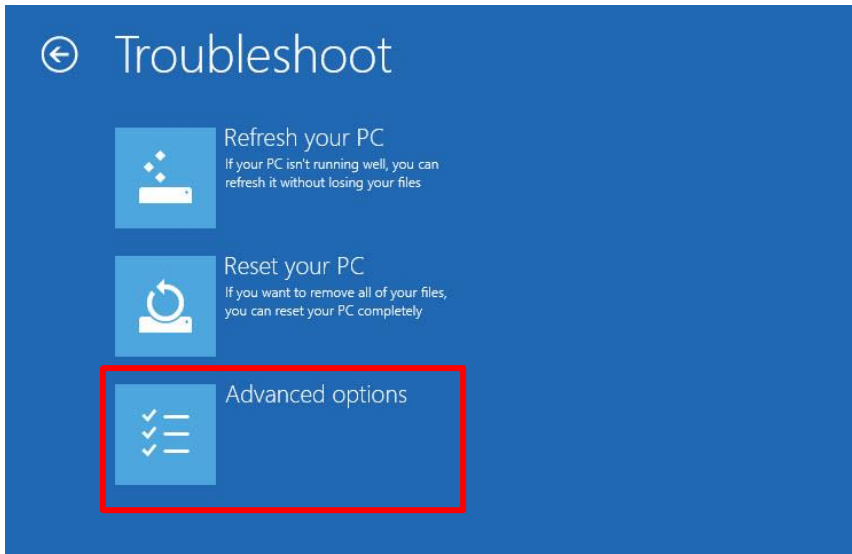 Troubleshoot
Refresh your PC
If your PC isn't running well, you can
refresh it without losing your files
Reset your PC
If you want to remove all of your files,
you can reset your PC completely
Advanced options